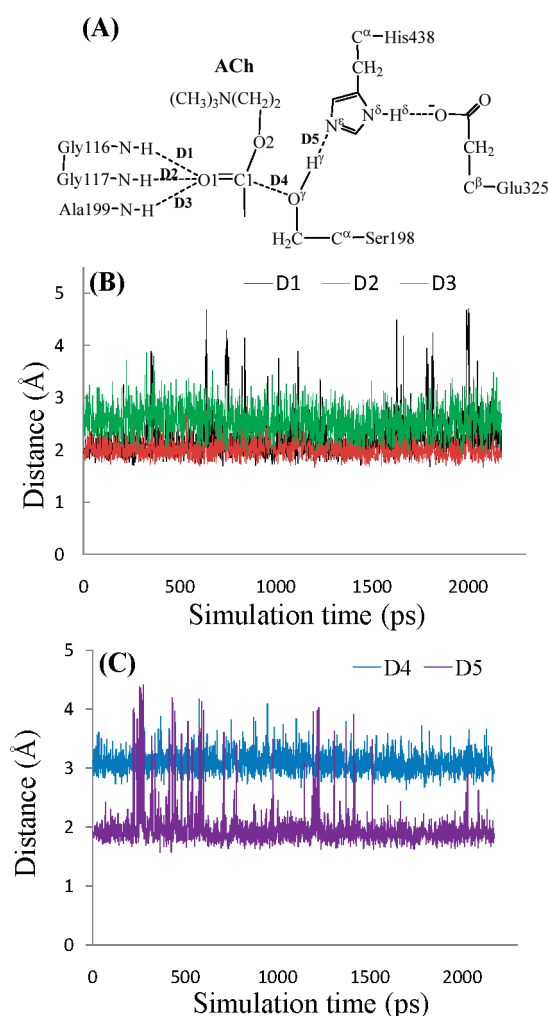 (A)
Cα His438
ACh
CH2
(CH3)3N(CH2)2
Nε Nδ-H δ -O O
D5
O2
Gly116-N-H D1
Hγ
CH2
Gly117-N-H D2 O1=C1 D4
Oγ
Cβ Glu325
Ala199-N-H D3
H2C Cα Ser198
(B)
D1 D2 D3
5
4
3
2
1
0
Distance (Å)
0 500 1000 1500 2000
Simulation time (ps)
(C)
D4 D5
5
4
3
2
1
0
Distance (Å)
0 500 1000 1500 2000
Simulation time (ps)